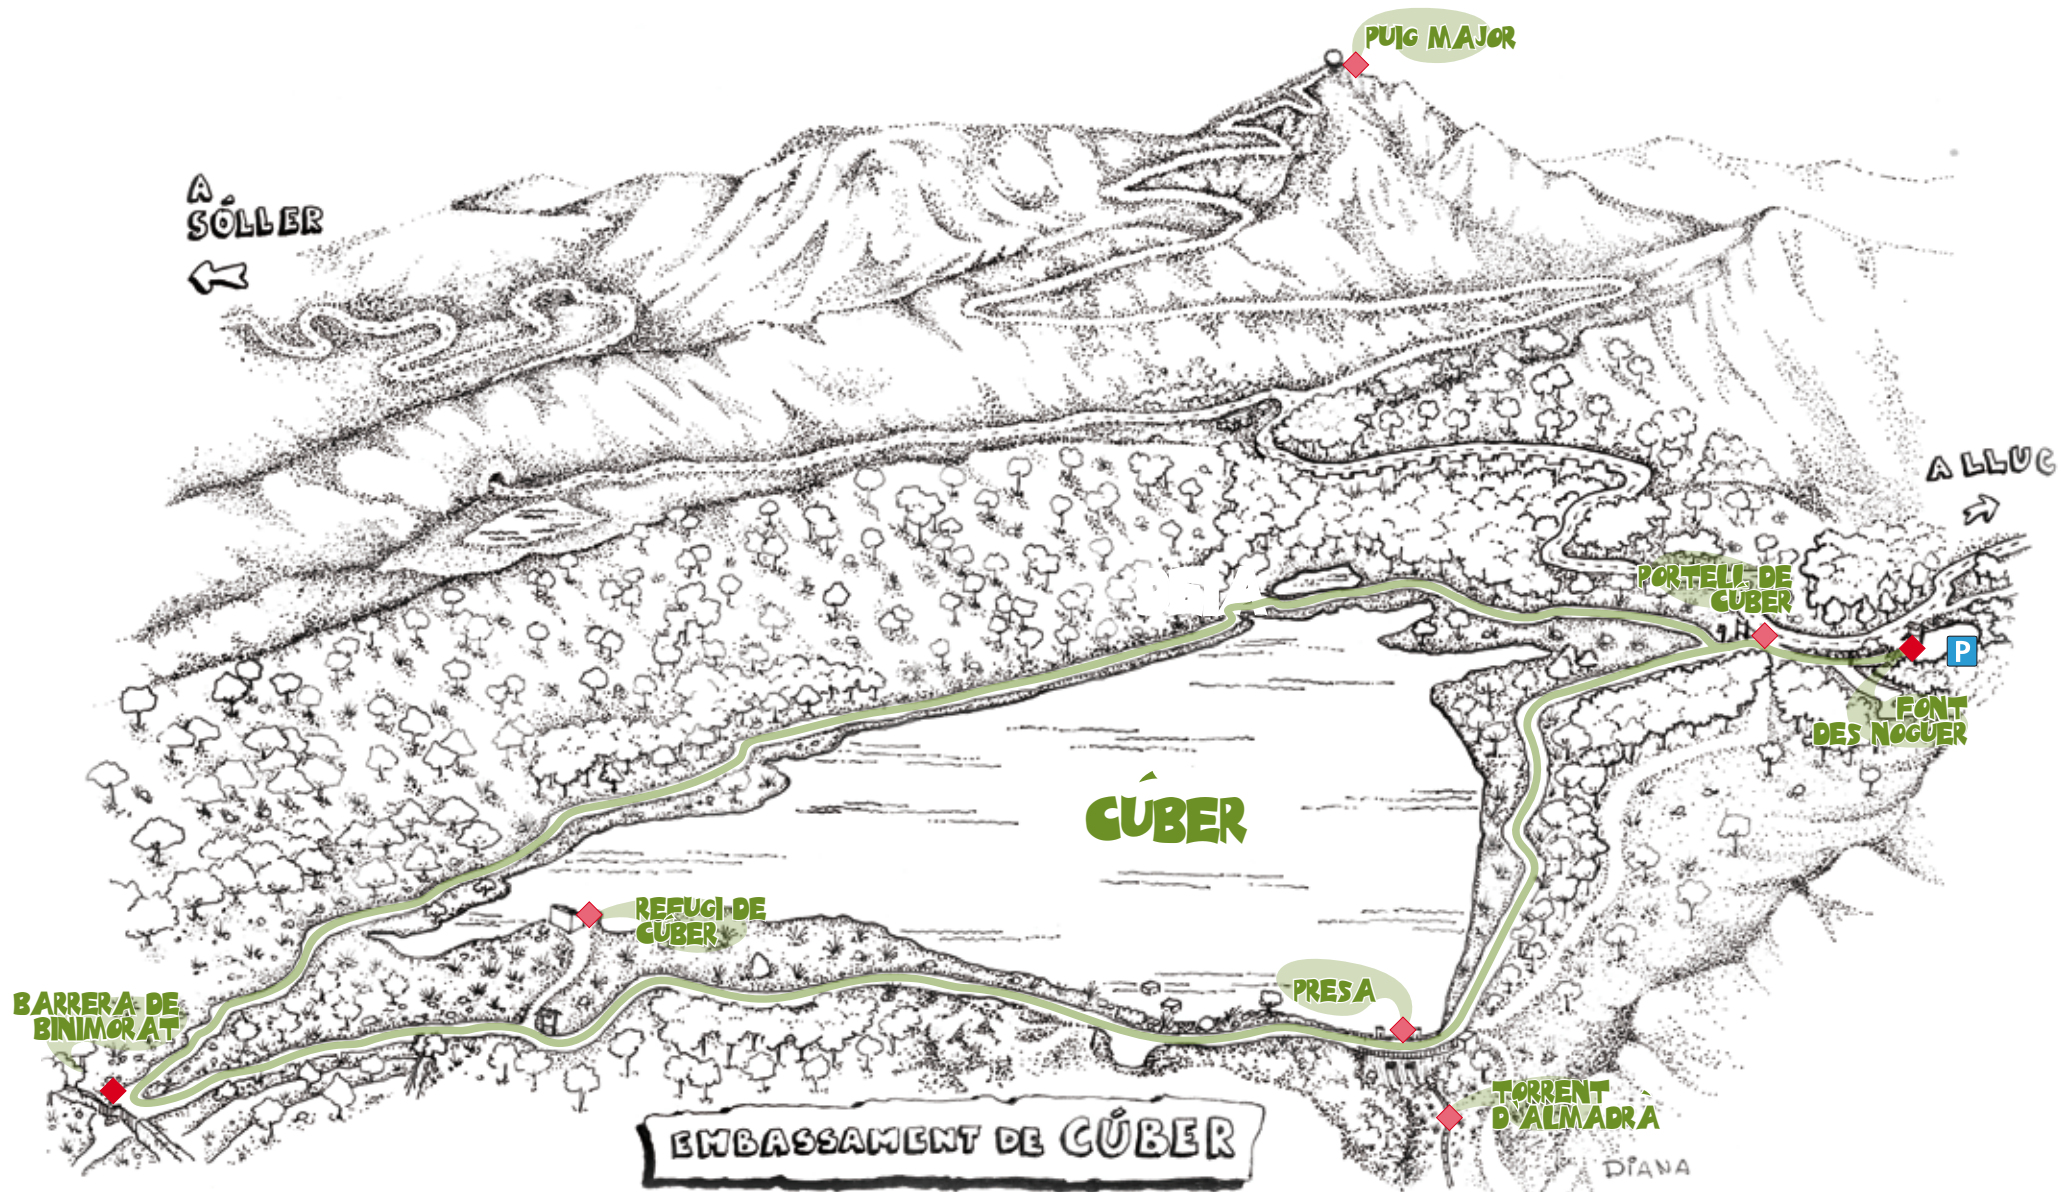 PUIG MAJOR
A
SÓLLER
A LLUC
PORTELL DE
CÚBER
P
FONT
DES NOGUER
CÚBER
REFUGI DE
CÚBER
PRESA
BARRERA DE
BINIMORAT
TORRENT
D'ALMADRÀ
EMBASSAMENT DE CÚBER
DIANA